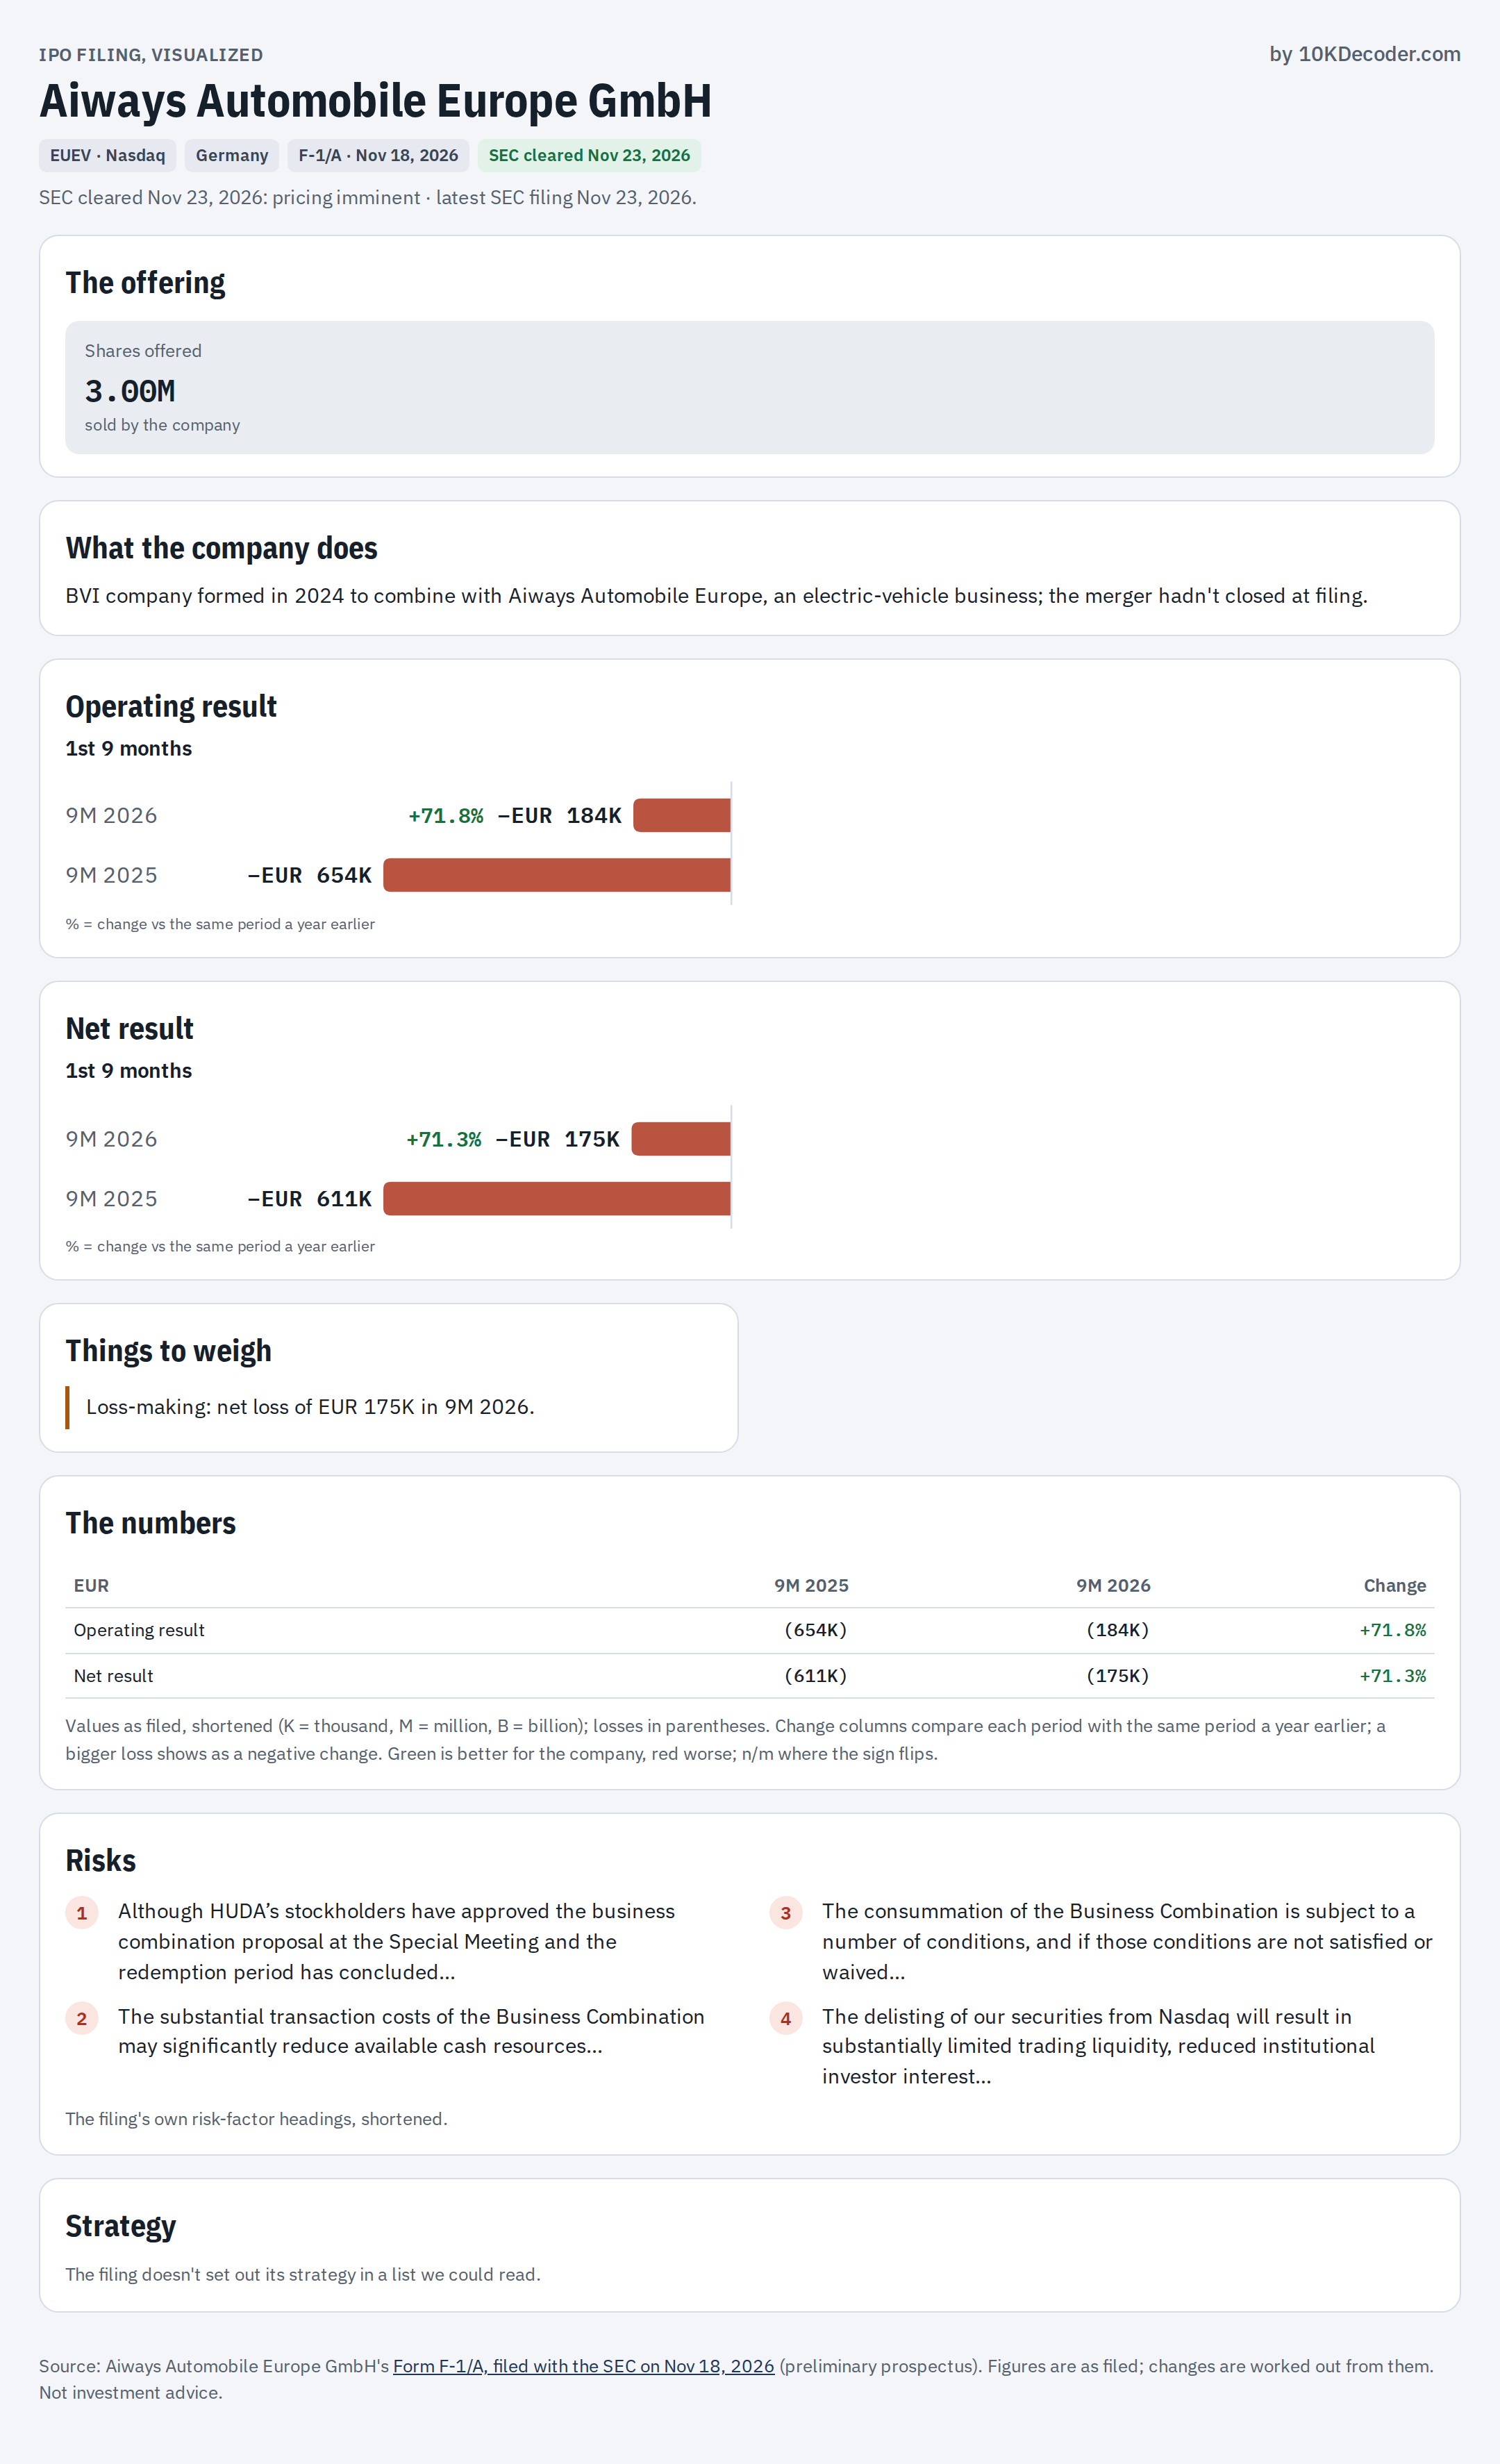 IPO FILING, VISUALIZED
by 10KDecoder.com
Aiways Automobile Europe GmbH
EUEV · Nasdaq
Germany
F-1/A · Nov 18, 2026
SEC cleared Nov 23, 2026
SEC cleared Nov 23, 2026: pricing imminent · latest SEC filing Nov 23, 2026.
The offering
Shares offered
3.00M
sold by the company
What the company does
BVI company formed in 2024 to combine with Aiways Automobile Europe, an electric-vehicle business; the merger hadn't closed at filing.
Operating result
1st 9 months
9M 2026 +71.8% −EUR 184K
9M 2025 −EUR 654K
% = change vs the same period a year earlier
Net result
1st 9 months
9M 2026 +71.3% −EUR 175K
9M 2025 −EUR 611K
% = change vs the same period a year earlier
Things to weigh
Loss-making: net loss of EUR 175K in 9M 2026.
The numbers
EUR 9M 2025 9M 2026 Change
Operating result (654K) (184K) +71.8%
Net result (611K) (175K) +71.3%
Values as filed, shortened (K = thousand, M = million, B = billion); losses in parentheses. Change columns compare each period with the same period a year earlier; a
bigger loss shows as a negative change. Green is better for the company, red worse; n/m where the sign flips.
Risks
1 Although HUDA’s stockholders have approved the business
combination proposal at the Special Meeting and the
redemption period has concluded…
2 The substantial transaction costs of the Business Combination
may significantly reduce available cash resources…
3 The consummation of the Business Combination is subject to a
number of conditions, and if those conditions are not satisfied or
waived…
4 The delisting of our securities from Nasdaq will result in
substantially limited trading liquidity, reduced institutional
investor interest…
The filing's own risk-factor headings, shortened.
Strategy
The filing doesn't set out its strategy in a list we could read.
Source: Aiways Automobile Europe GmbH's Form F-1/A, filed with the SEC on Nov 18, 2026 (preliminary prospectus). Figures are as filed; changes are worked out from them.
Not investment advice.